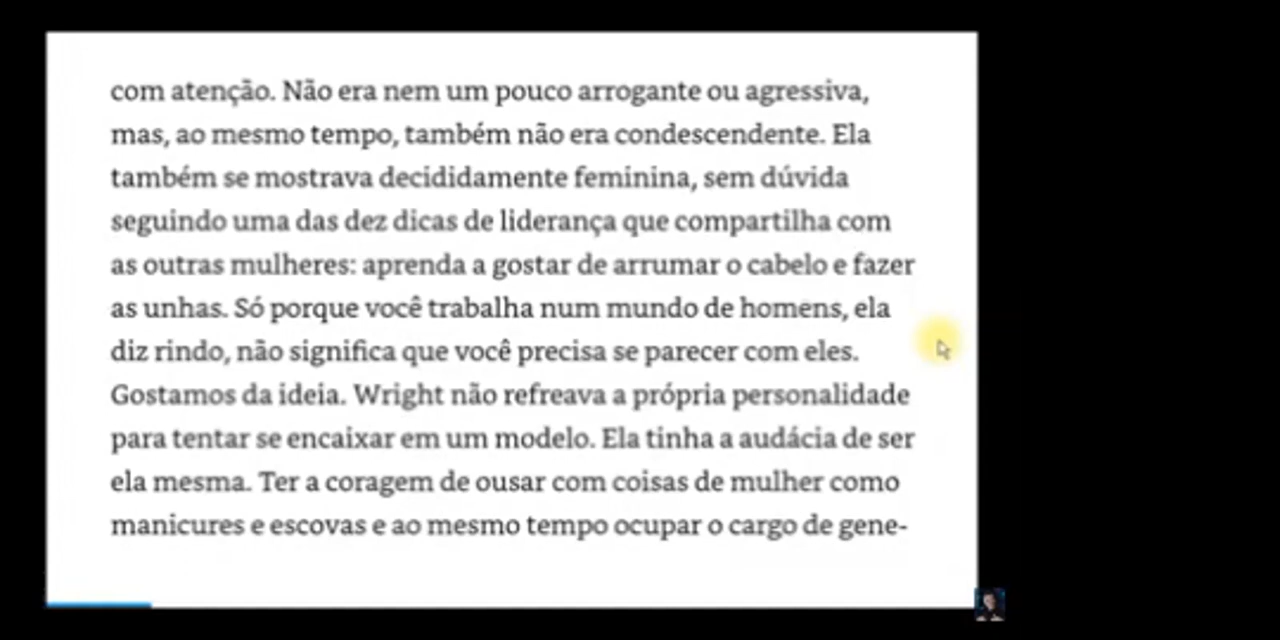 com atenção. Não era nem um pouco arrogante ou agressiva,
mas, ao mesmo tempo, também não era condescendente. Ela
também se mostrava decididamente feminina, sem dúvida
seguindo uma das dez dicas de liderança que compartilha com
as outras mulheres: aprenda a gostar de arrumar o cabelo e fazer
as unhas. Só porque você trabalha num mundo de homens, ela
diz rindo, não significa que você precisa se parecer com eles.
Gostamos da ideia. Wright não refreava a própria personalidade
para tentar se encaixar em um modelo. Ela tinha a audácia de ser
ela mesma. Ter a coragem de ousar com coisas de mulher como
manicures e escovas e ao mesmo tempo ocupar o cargo de gene-